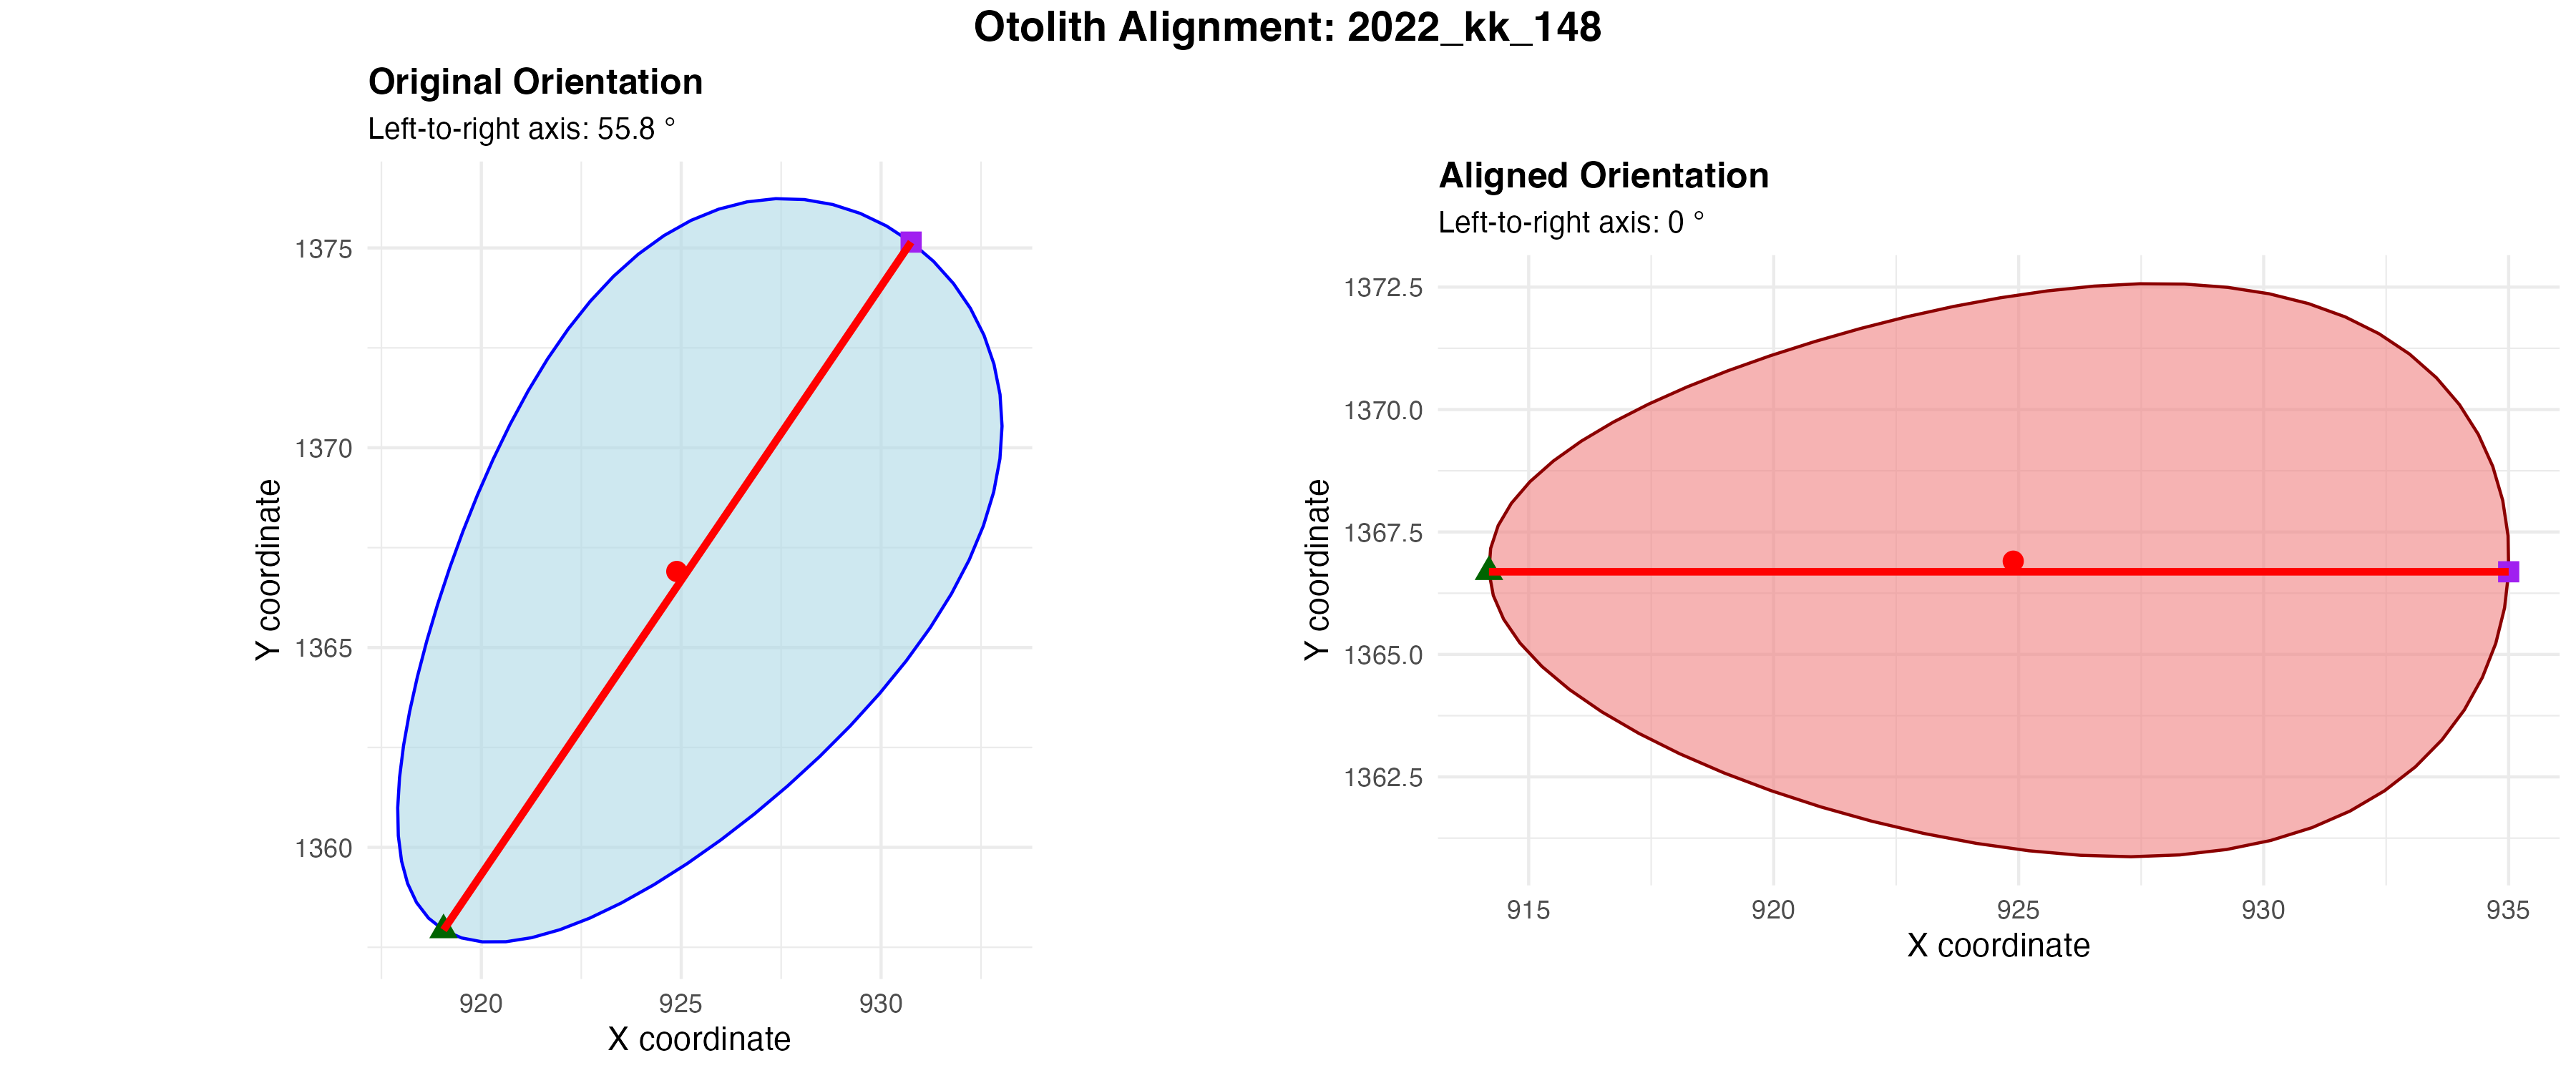 Otolith Alignment: 2022_kk_148
Original Orientation
Left-to-right axis: 55.8 °
1375
1370
1365
1360
Y coordinate
920 925 930
X coordinate
Aligned Orientation
Left-to-right axis: 0 °
1372.5
1370.0
1367.5
1365.0
1362.5
Y coordinate
915 920 925 930 935
X coordinate